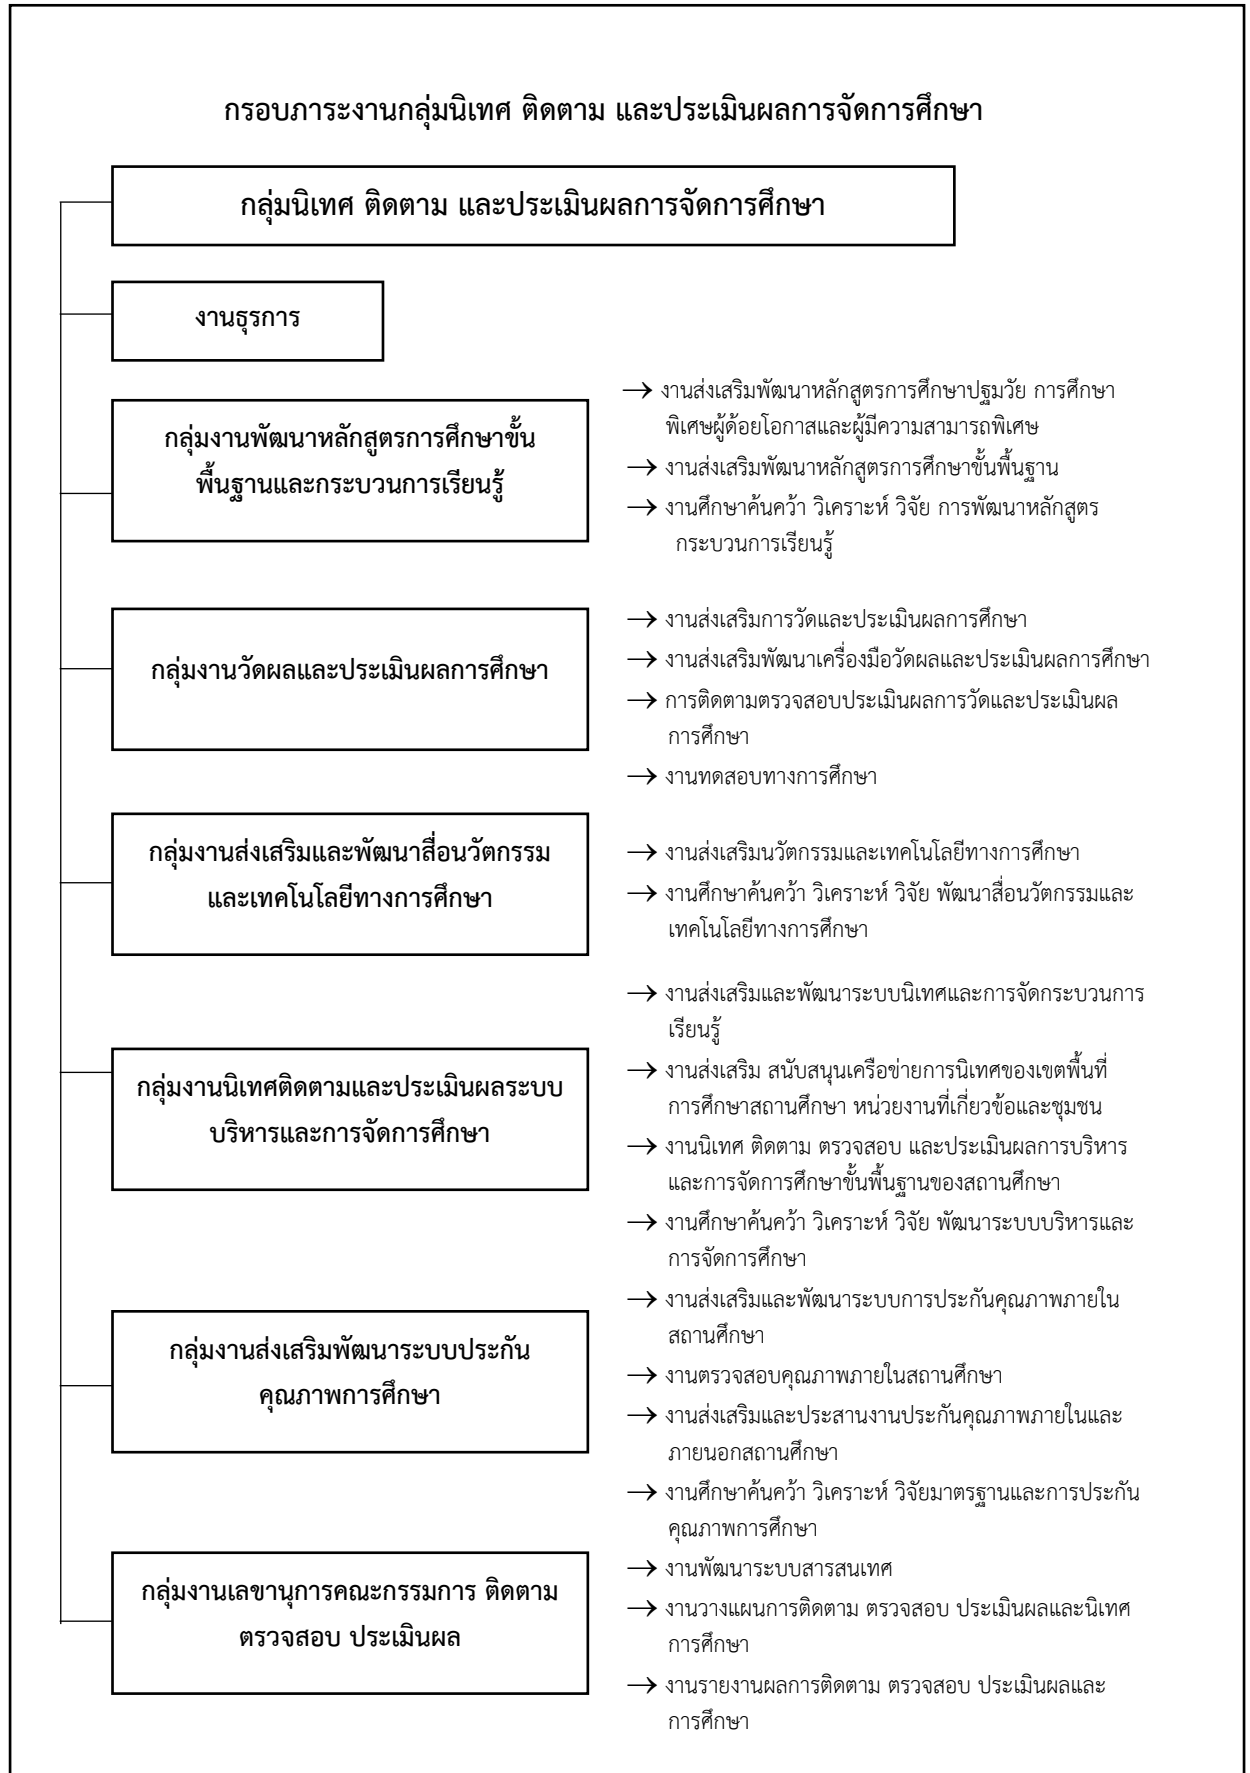 กรอบภาระงานกลุ่มนิเทศ ติดตาม และประเมินผลการจัดการศึกษา
กลุ่มนิเทศ ติดตาม และประเมินผลการจัดการศึกษา
งานธุรการ
กลุ่มงานพัฒนาหลักสูตรการศึกษาขั้น
พื้นฐานและกระบวนการเรียนรู้
→ งานส่งเสริมพัฒนาหลักสูตรการศึกษาปฐมวัย การศึกษา
พิเศษผู้ด้อยโอกาสและผู้มีความสามารถพิเศษ
→ งานส่งเสริมพัฒนาหลักสูตรการศึกษาขั้นพื้นฐาน
→ งานศึกษาค้นคว้า วิเคราะห์ วิจัย การพัฒนาหลักสูตร
กระบวนการเรียนรู้
กลุ่มงานวัดผลและประเมินผลการศึกษา
→ งานส่งเสริมการวัดและประเมินผลการศึกษา
→ งานส่งเสริมพัฒนาเครื่องมือวัดผลและประเมินผลการศึกษา
→ การติดตามตรวจสอบประเมินผลการวัดและประเมินผล
การศึกษา
→ งานทดสอบทางการศึกษา
กลุ่มงานส่งเสริมและพัฒนาสื่อนวัตกรรม
และเทคโนโลยีทางการศึกษา
→ งานส่งเสริมนวัตกรรมและเทคโนโลยีทางการศึกษา
→ งานศึกษาค้นคว้า วิเคราะห์ วิจัย พัฒนาสื่อนวัตกรรมและ
เทคโนโลยีทางการศึกษา
กลุ่มงานนิเทศติดตามและประเมินผลระบบ
บริหารและการจัดการศึกษา
→ งานส่งเสริมและพัฒนาระบบนิเทศและการจัดกระบวนการ
เรียนรู้
→ งานส่งเสริม สนับสนุนเครือข่ายการนิเทศของเขตพื้นที่
การศึกษาสถานศึกษา หน่วยงานที่เกี่ยวข้อและชุมชน
→ งานนิเทศ ติดตาม ตรวจสอบ และประเมินผลการบริหาร
และการจัดการศึกษาขั้นพื้นฐานของสถานศึกษา
→ งานศึกษาค้นคว้า วิเคราะห์ วิจัย พัฒนาระบบบริหารและ
การจัดการศึกษา
กลุ่มงานส่งเสริมพัฒนาระบบประกัน
คุณภาพการศึกษา
→ งานส่งเสริมและพัฒนาระบบการประกันคุณภาพภายใน
สถานศึกษา
→ งานตรวจสอบคุณภาพภายในสถานศึกษา
→ งานส่งเสริมและประสานงานประกันคุณภาพภายในและ
ภายนอกสถานศึกษา
→ งานศึกษาค้นคว้า วิเคราะห์ วิจัยมาตรฐานและการประกัน
คุณภาพการศึกษา
กลุ่มงานเลขานุการคณะกรรมการ ติดตาม
ตรวจสอบ ประเมินผล
→ งานพัฒนาระบบสารสนเทศ
→ งานวางแผนการติดตาม ตรวจสอบ ประเมินผลและนิเทศ
การศึกษา
→ งานรายงานผลการติดตาม ตรวจสอบ ประเมินผลและ
การศึกษา